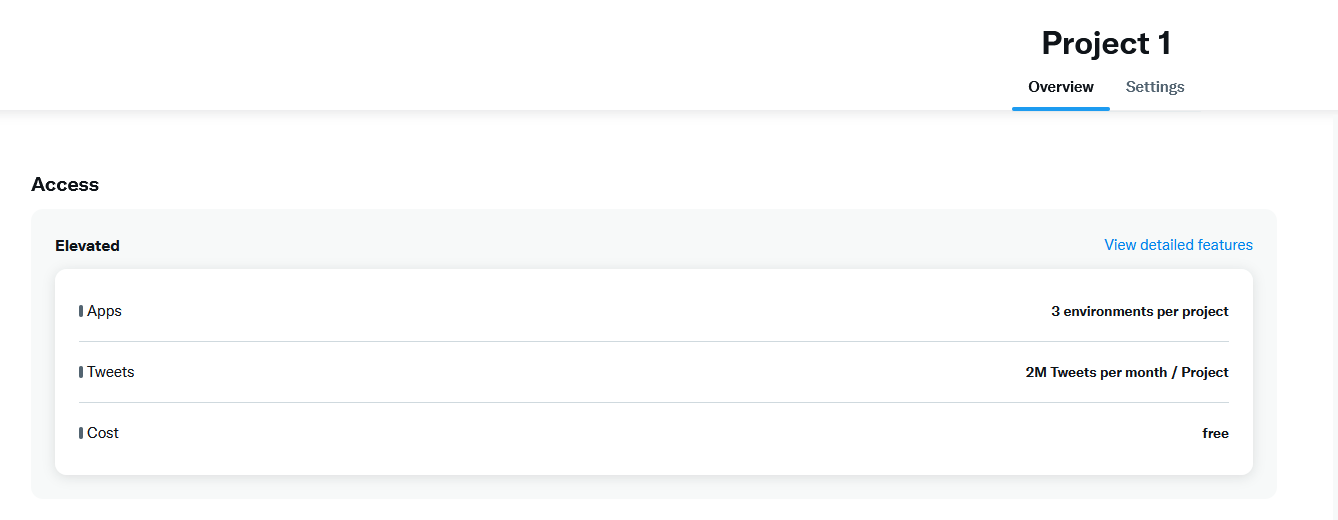 Project 1
Overview Settings
Access
Elevated View detailed features
Apps 3 environments per project
Tweets 2M Tweets per month / Project
Cost free